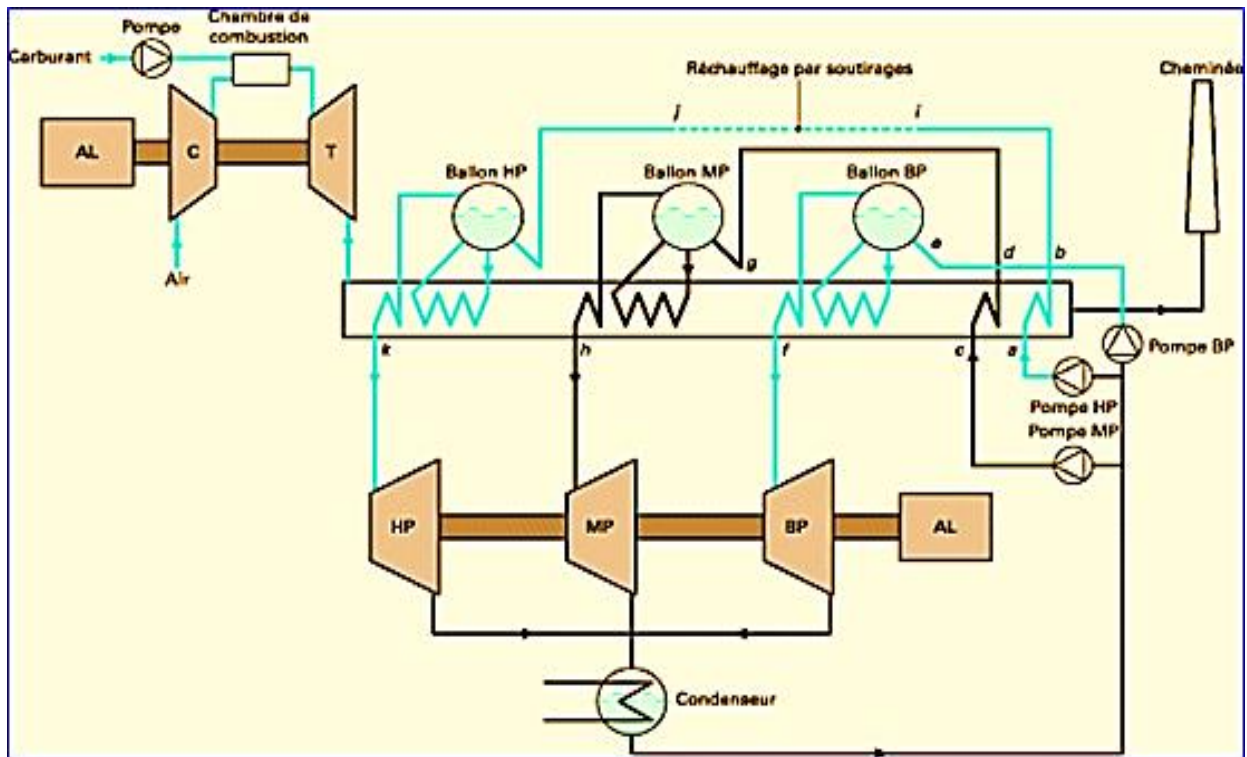 Chambre de
combustion
Pompe
Carburant
AL
C
T
Air
Réchauffage par soutirages
Cheminée
j
i
Ballon HP
Ballon MP
Ballon BP
e
g
d
b
k
h
f
c
a
Pompe BP
Pompe HP
Pompe MP
HP
MP
BP
AL
Condenseur